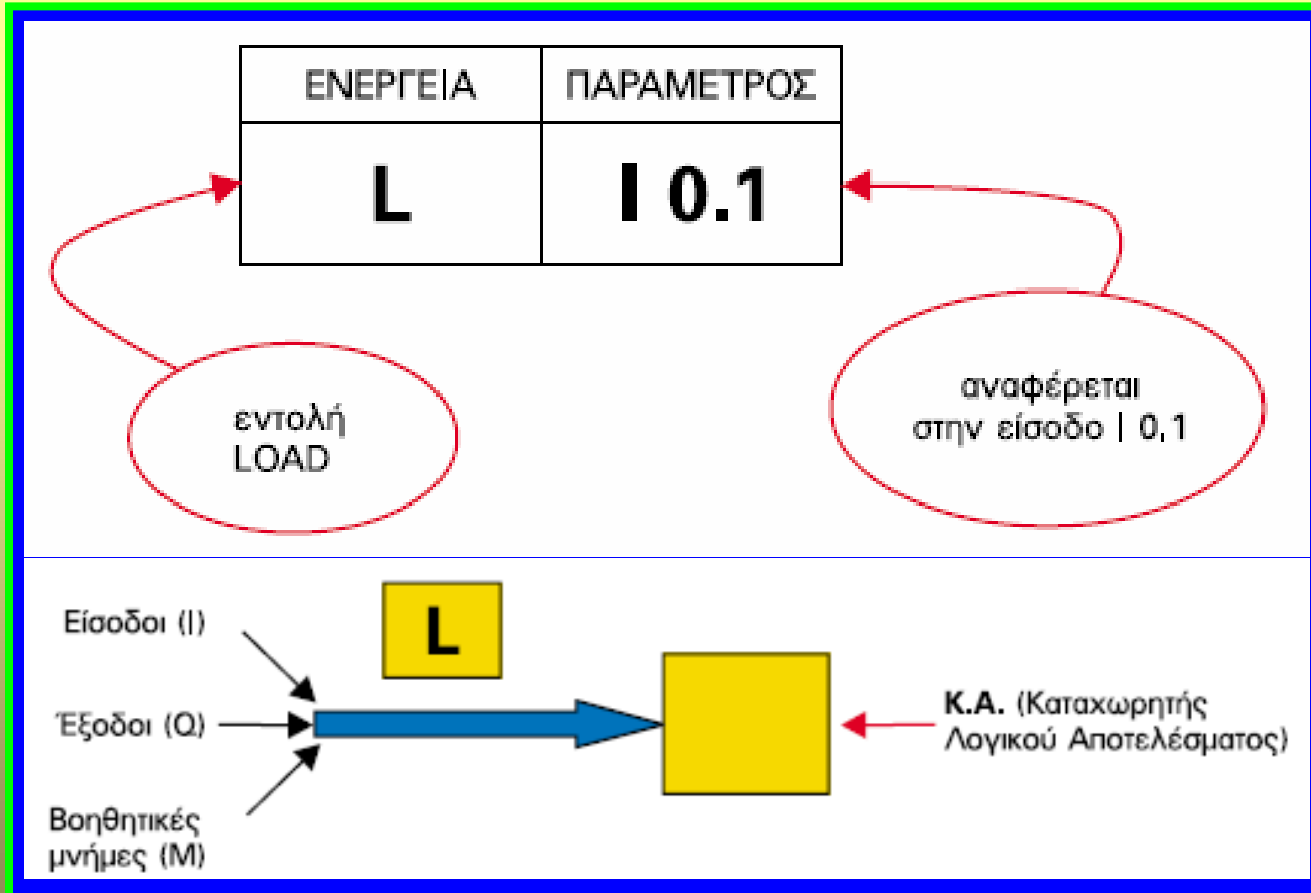 ΕΝΕΡΓΕΙΑ ΠΑΡΑΜΕΤΡΟΣ
L I 0.1
εντολή
LOAD
αναφέρεται
στην είσοδο I 0.1
L
Είσοδοι (I)
Έξοδοι (Q)
Βοηθητικές
μνήμες (M)
Κ.Α. (Καταχωρητής
Λογικού Αποτελέσματος)